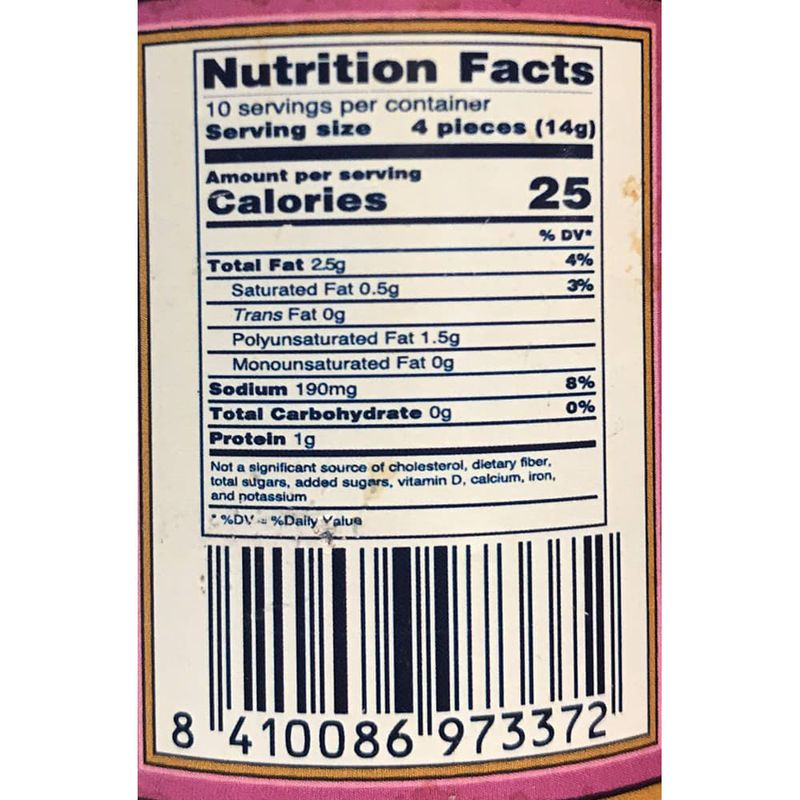 Nutrition Facts
10 servings per container
Serving size 4 pieces (14g)
Amount per serving
Calories 25
% DV*
Total Fat 2.5g 4%
Saturated Fat 0.5g 3%
Trans Fat 0g
Polyunsaturated Fat 1.5g
Monounsaturated Fat 0g
Sodium 190mg 8%
Total Carbohydrate 0g 0%
Protein 1g
Not a significant source of cholesterol, dietary fiber,
total sugars, added sugars, vitamin D, calcium, iron,
and potassium
* %DV = %Daily Value
8 410086 973372